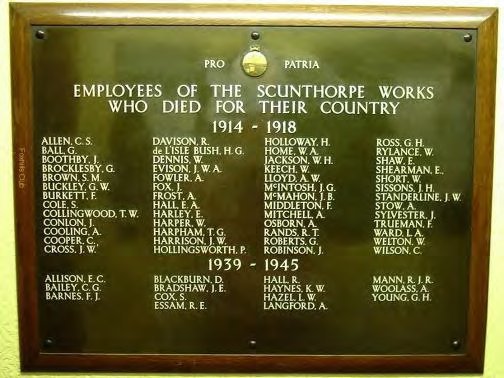 PRO PATRIA
EMPLOYEES OF THE SCUNTHORPE WORKS
WHO DIED FOR THEIR COUNTRY
1914 - 1918
ALLEN, C. S.
BALL, G.
BOOTHBY, J.
BROCKLESBY, G.
BROWN, S. M.
BUCKLEY, G. W.
BURKETT, F.
COLE, S.
COLLINGWOOD, T. W.
CONLON, J.
COOLING, A.
COOPER, C.
CROSS, J. W.
DAVISON, R.
de L'ISLE BUSH, H. G.
DENNIS, W.
EVISON, J. W. A.
FOWLER, A.
FOX, J.
FROST, A.
HALL, E. A.
HARLEY, E.
HARPER, W.
HARPHAM, T. G.
HARRISON, J. W.
HOLLINGSWORTH, P.
HOLLOWAY, H.
HOME, W. A.
JACKSON, W. H.
KEECH, W.
LLOYD, A. W.
McINTOSH, J. G.
McMAHON, J. B.
MIDDLETON, F.
MITCHELL, A.
OSBORN, A.
RANDS, R. T.
ROBERTS, G.
ROBINSON, J.
ROSS, G. H.
RYLANCE, W.
SHAW, E.
SHEARMAN, E.
SHORT, W.
SISSONS, J. H.
STANDERLINE, J. W.
STOW, A.
SYLVESTER, J.
TRUEMAN, F.
WARD, L. A.
WELTON, W.
WILSON, C.
1939 - 1945
ALLISON, E. C.
BAILEY, C. G.
BARNES, F. J.
BLACKBURN, D.
BRADSHAW, J. E.
COX, S.
ESSAM, R. E.
HALL, R.
HAYNES, K. W.
HAZEL, L. W.
LANGFORD, A.
MANN, R. J. R.
WOOLASS, A.
YOUNG, G. H.